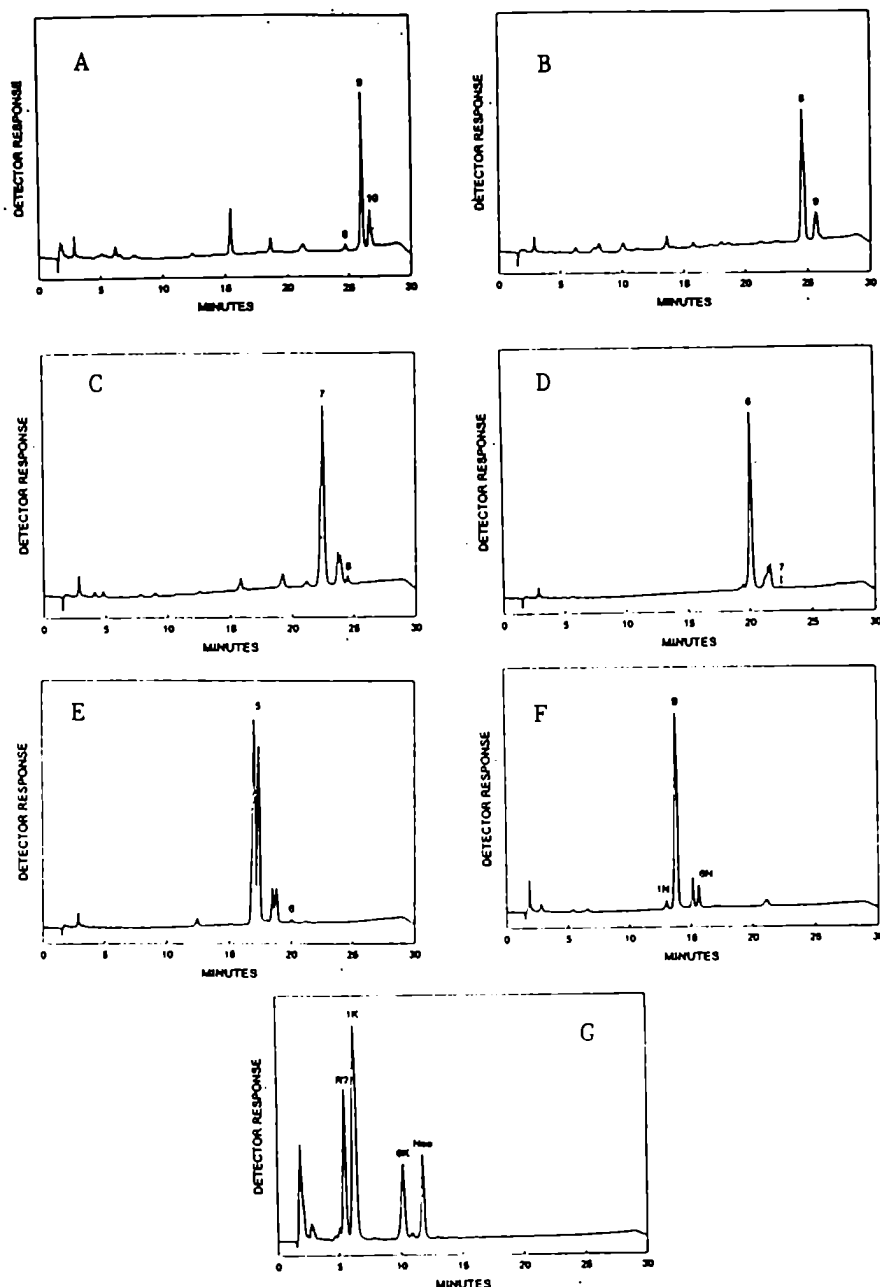 A
DETECTOR RESPONSE
9
10
8
0 5 10 15 20 25 30
MINUTES
B
DETECTOR RESPONSE
8
9
0 5 10 15 20 25 30
MINUTES
C
DETECTOR RESPONSE
7
8
0 5 10 15 20 25 30
MINUTES
D
DETECTOR RESPONSE
6
7
0 5 10 15 20 25 30
MINUTES
E
DETECTOR RESPONSE
5
6
0 5 10 15 20 25 30
MINUTES
F
DETECTOR RESPONSE
1N
6N
0 5 10 15 20 25 30
MINUTES
G
DETECTOR RESPONSE
1K
R?
6K
0 5 10 15 20 25 30
MINUTES